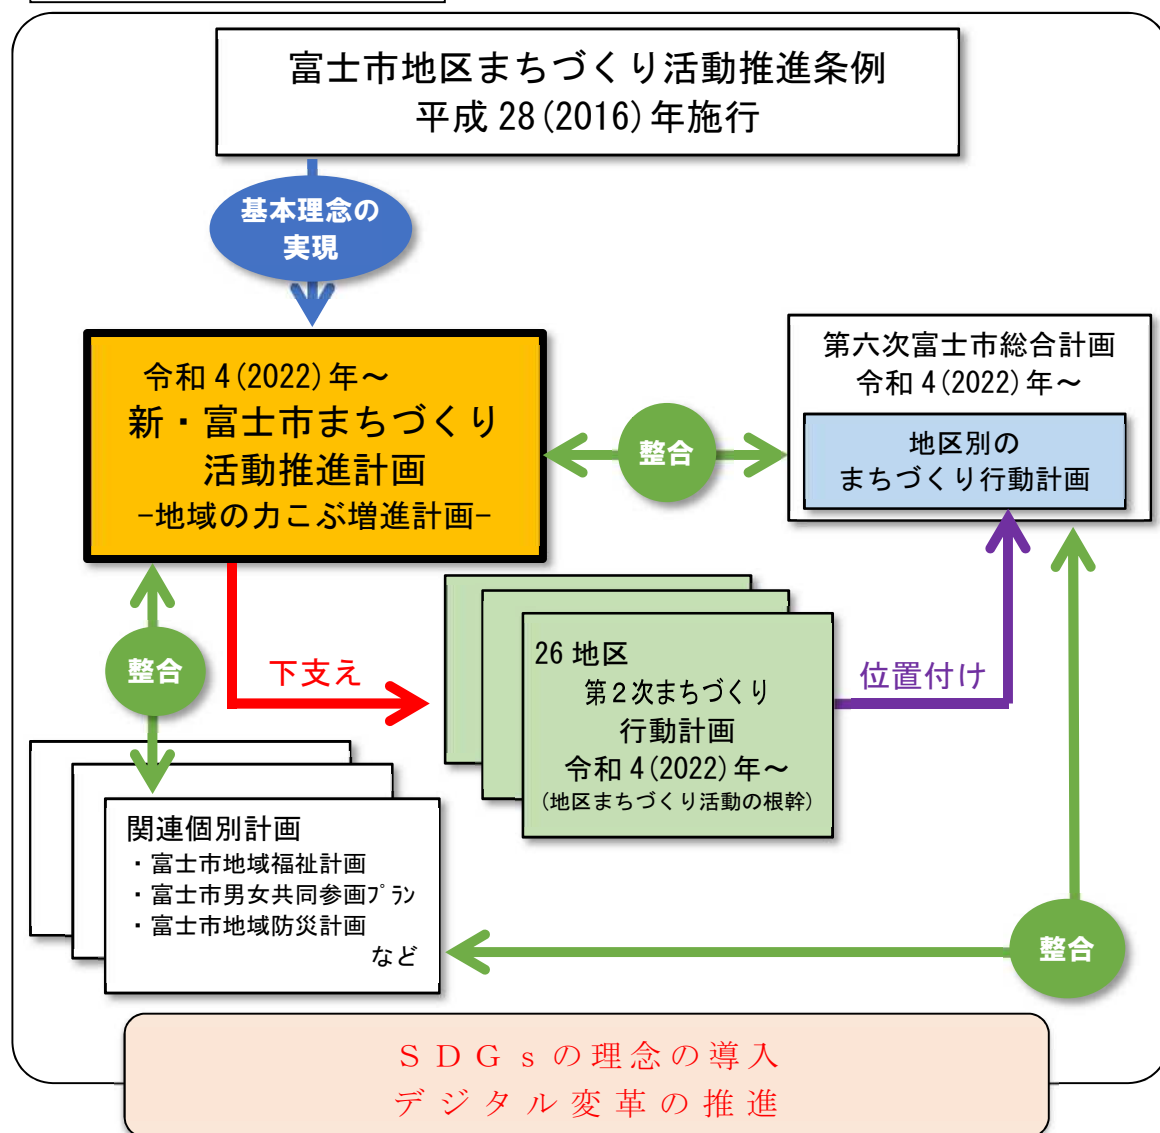 富士市地区まちづくり活動推進条例
平成 28(2016)年施行
基本理念の
実現
令和 4(2022)年～
新・富士市まちづくり
活動推進計画
−地域の力こぶ増進計画−
整合
第六次富士市総合計画
令和 4(2022)年～
地区別の
まちづくり行動計画
整合
下支え
26 地区
第２次まちづくり
行動計画
令和 4(2022)年～
(地区まちづくり活動の根幹)
位置付け
関連個別計画
・富士市地域福祉計画
・富士市男女共同参画ﾌﾟﾗﾝ
・富士市地域防災計画
など
整合
ＳＤＧｓの理念の導入
デジタル変革の推進